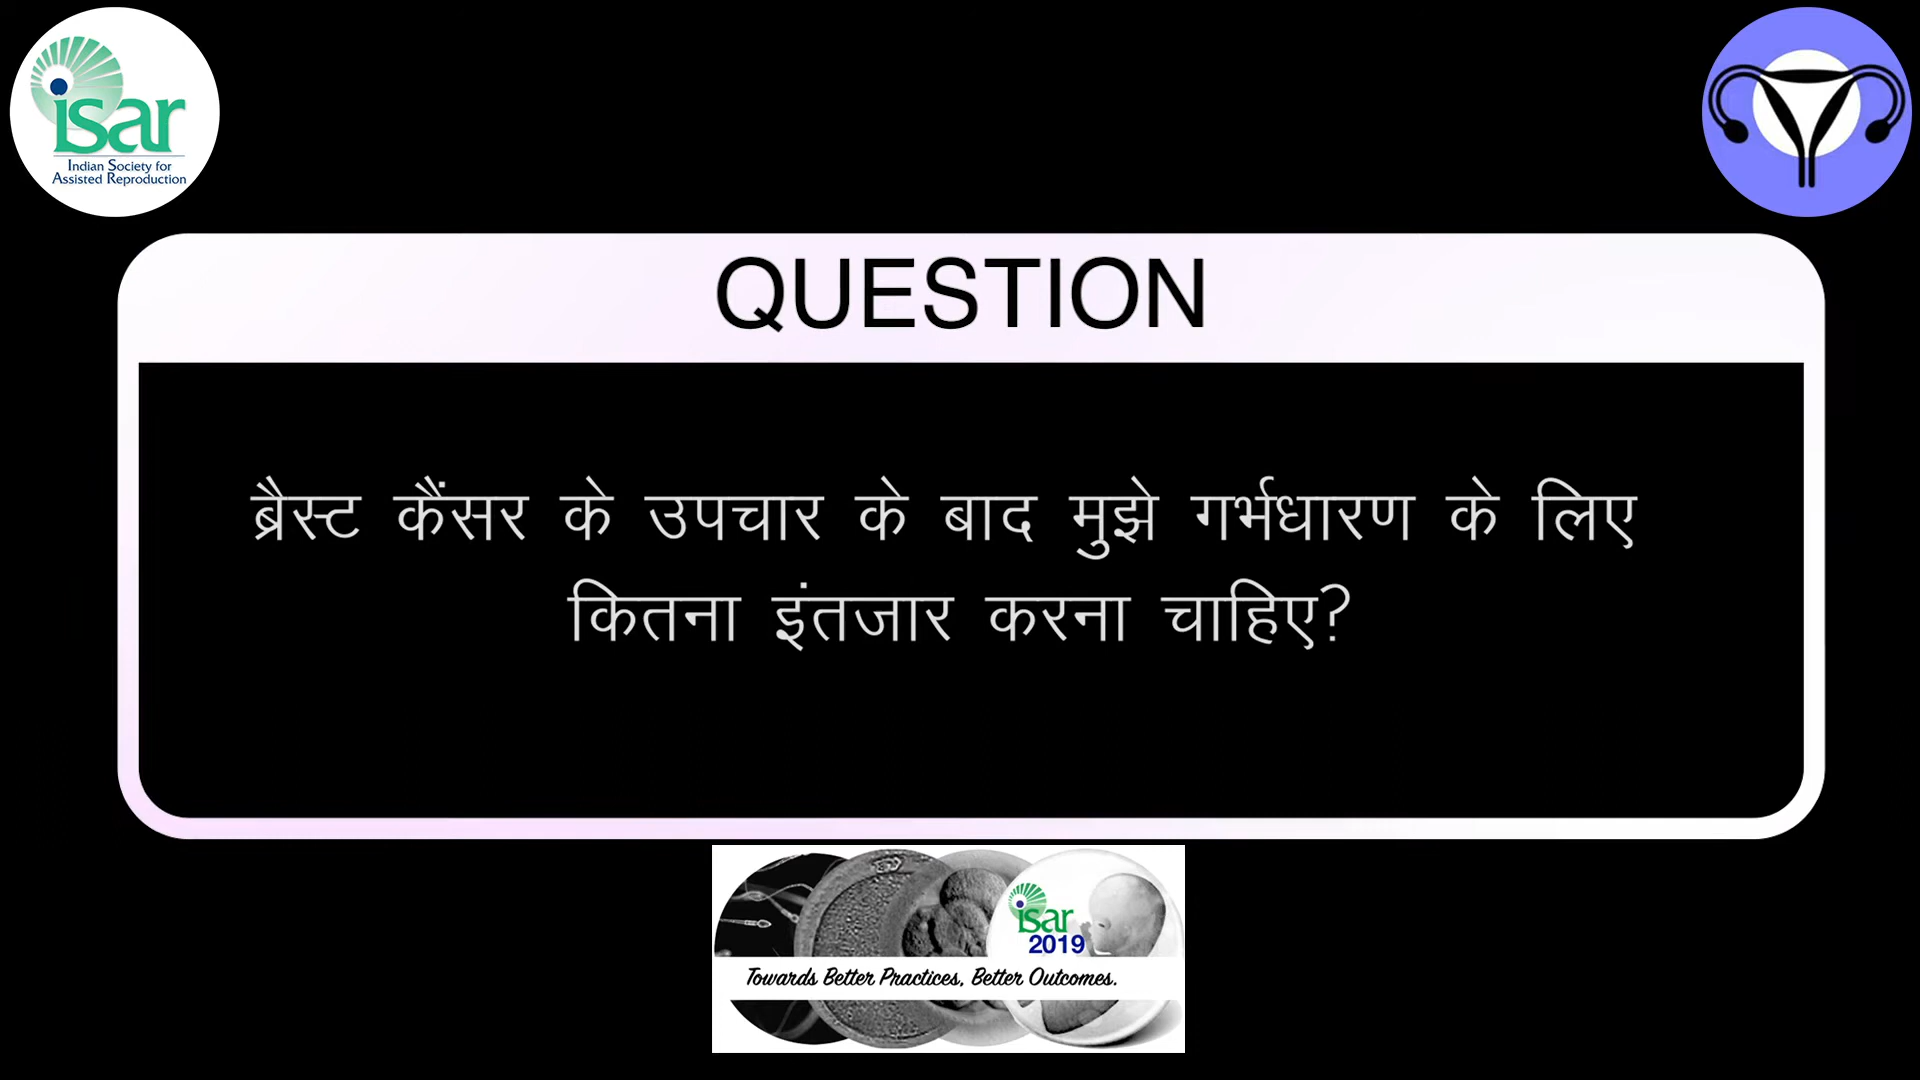 isar
Indian Society for
Assisted Reproduction
QUESTION
ब्रैस्ट कैंसर के उपचार के बाद मुझे गर्भधारण के लिए
कितना इंतजार करना चाहिए?
isar
2019
Towards Better Practices, Better Outcomes.